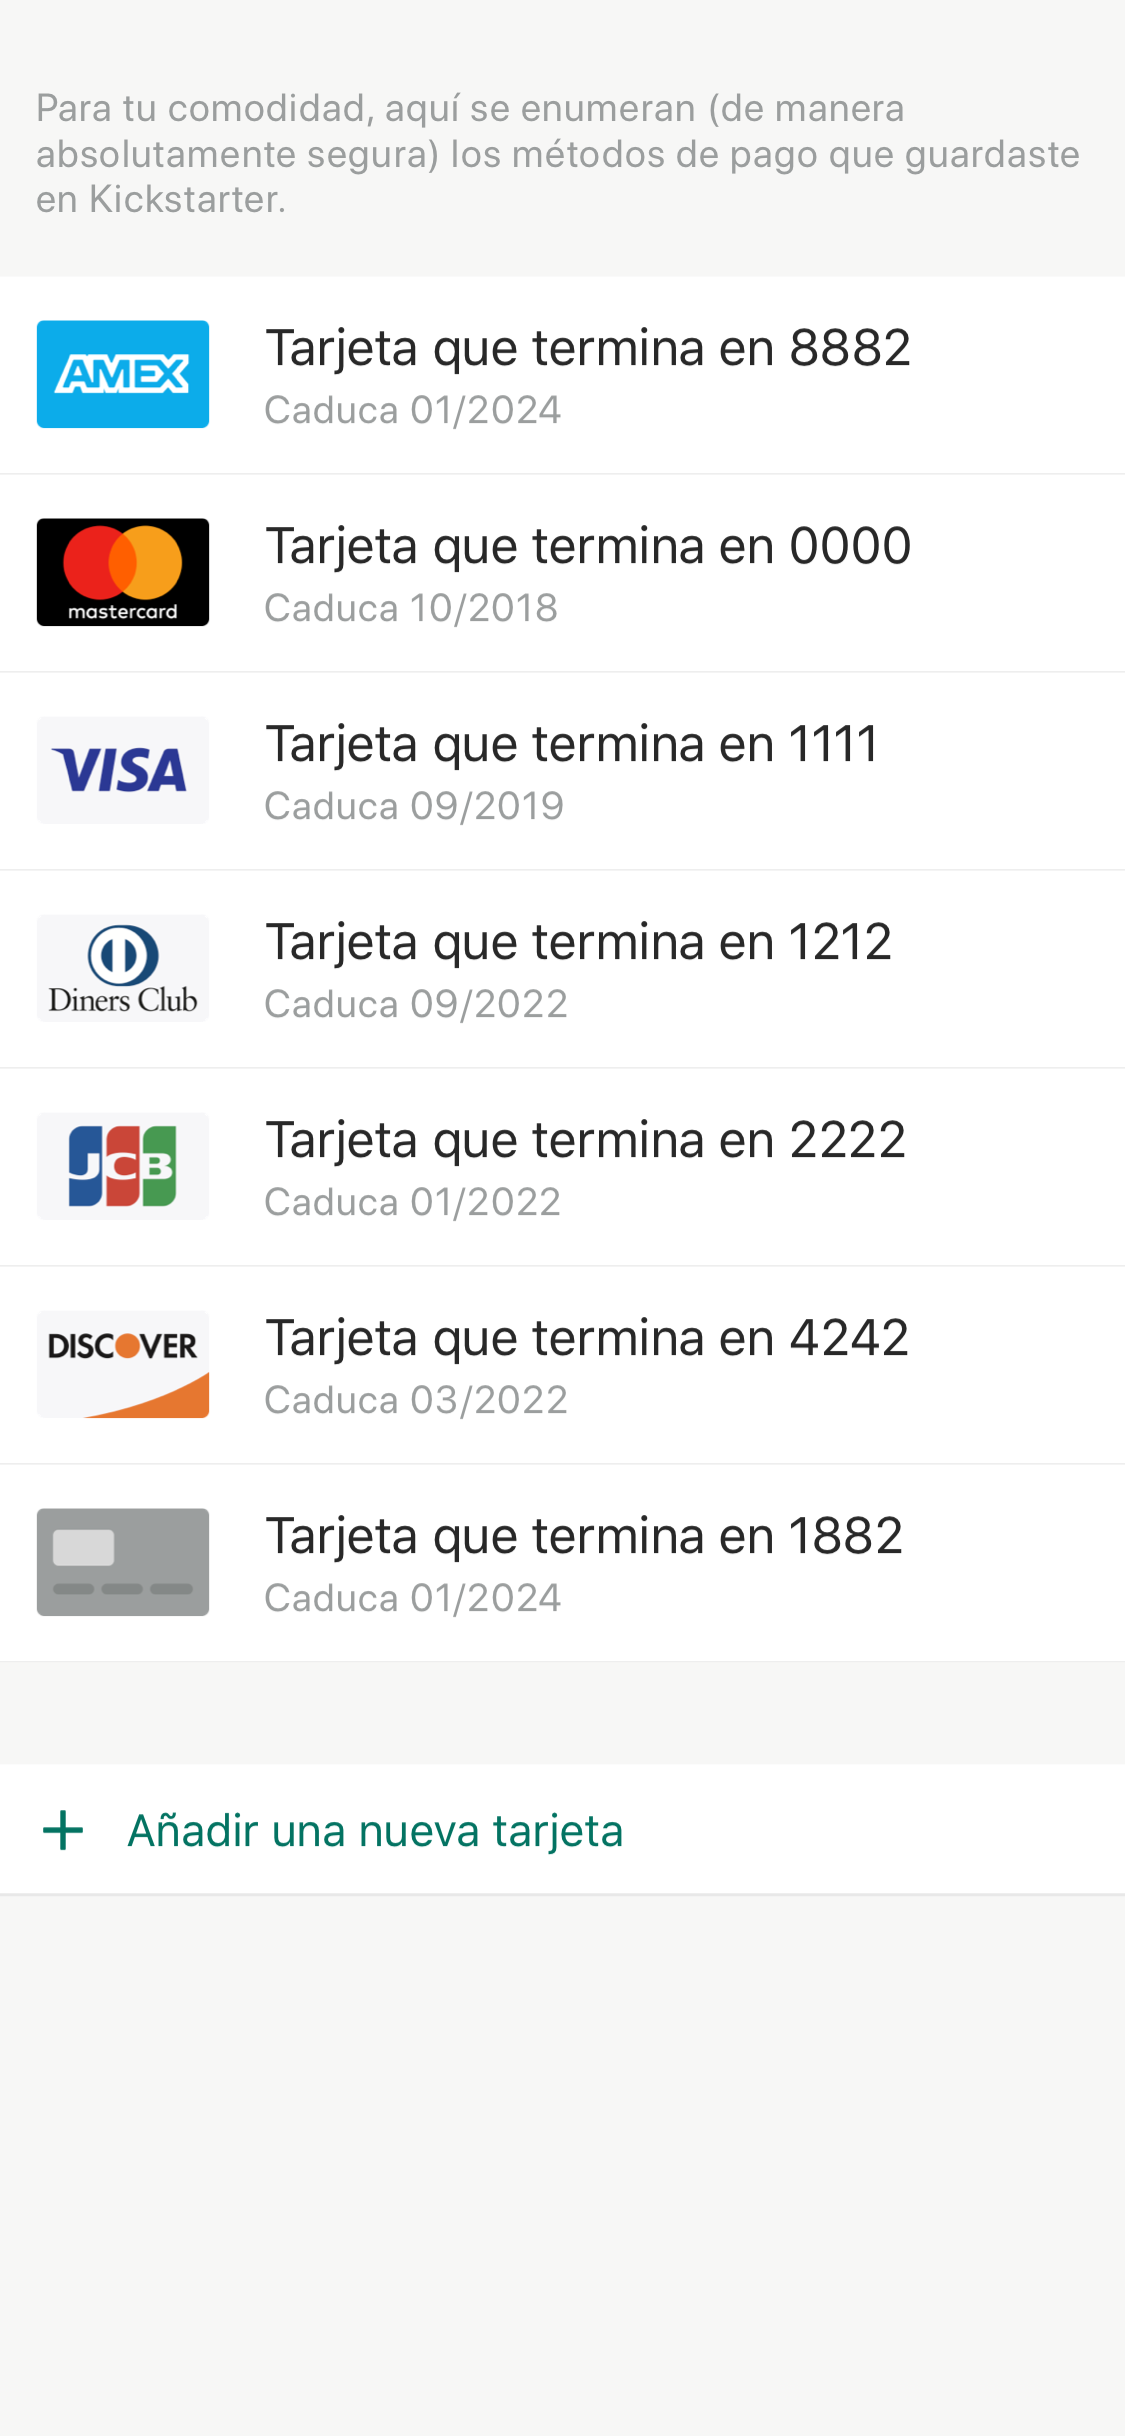 Para tu comodidad, aquí se enumeran (de manera
absolutamente segura) los métodos de pago que guardaste
en Kickstarter.
AMEX
Tarjeta que termina en 8882
Caduca 01/2024
mastercard
Tarjeta que termina en 0000
Caduca 10/2018
VISA
Tarjeta que termina en 1111
Caduca 09/2019
Diners Club
Tarjeta que termina en 1212
Caduca 09/2022
JCB
Tarjeta que termina en 2222
Caduca 01/2022
DISCOVER
Tarjeta que termina en 4242
Caduca 03/2022
Tarjeta que termina en 1882
Caduca 01/2024
+ Añadir una nueva tarjeta